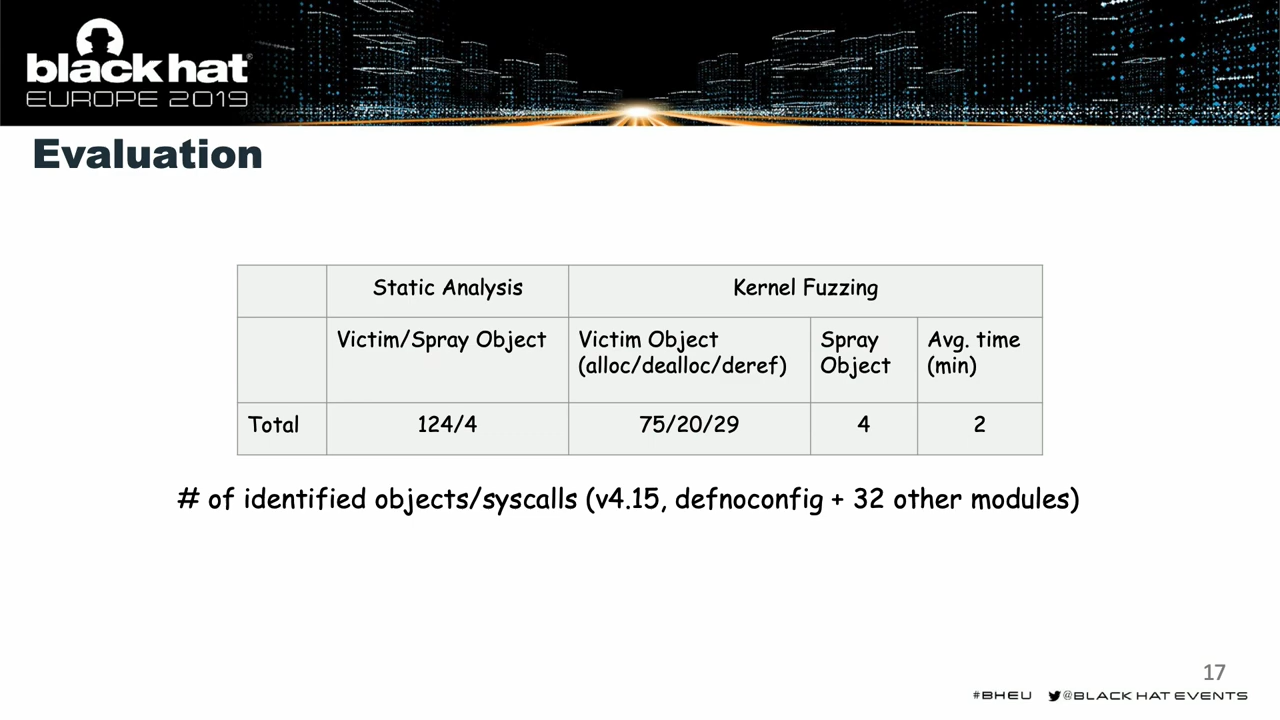 black hat
EUROPE 2019
Evaluation
Static Analysis
Kernel Fuzzing
Victim/Spray Object
Victim Object
(alloc/dealloc/deref)
Spray
Object
Avg. time
(min)
Total
124/4
75/20/29
4
2
# of identified objects/syscalls (v4.15, defnoconfig + 32 other modules)
17
#BHEU @BLACK HAT EVENTS